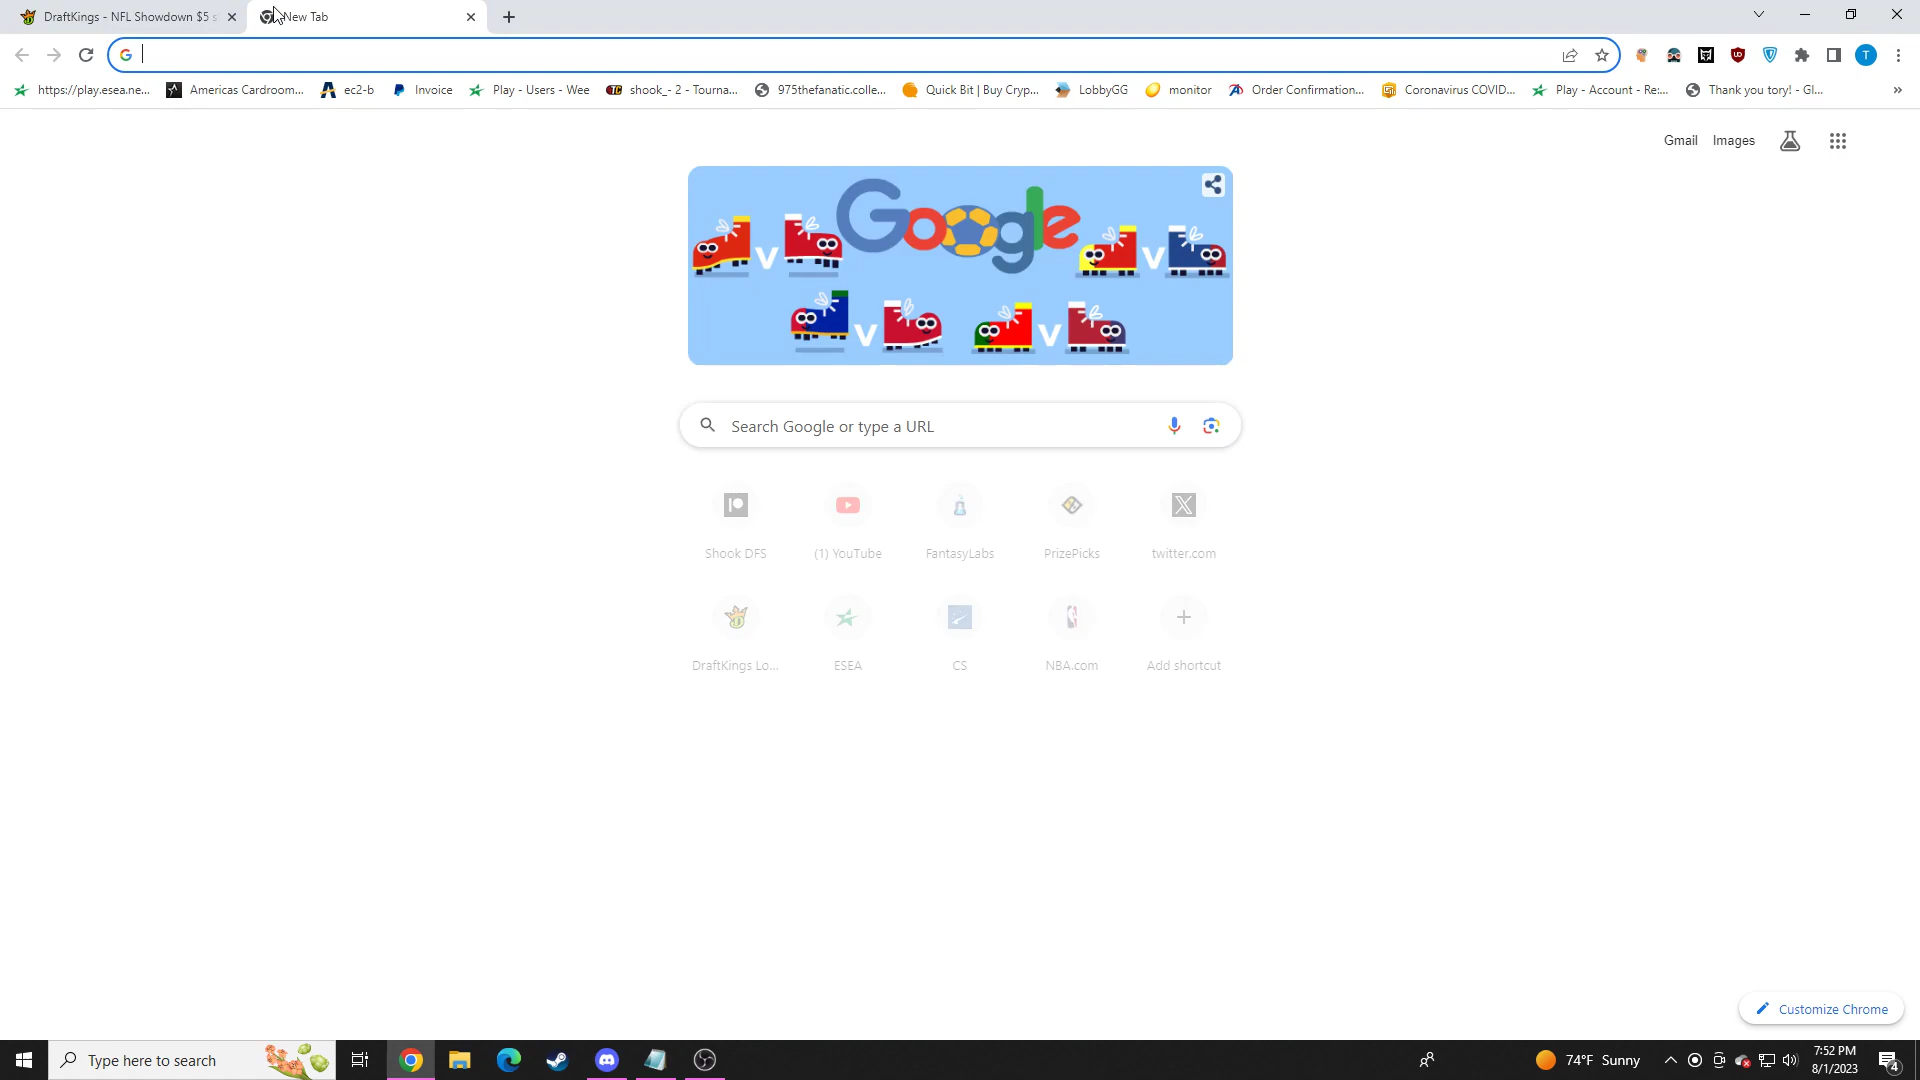 DraftKings - NFL Showdown $5 s
New Tab
https://play.esea.ne...
Americas Cardroom...
ec2-b
Invoice
Play - Users - Wee
shook_- 2 - Tourna...
975thefanatic.colle...
Quick Bit | Buy Cryp...
LobbyGG
monitor
Order Confirmation...
Coronavirus COVID...
Play - Account - Re:...
Thank you tory! - Gl...
»
Gmail Images
Google
V V
V V
Search Google or type a URL
Shook DFS
(1) YouTube
FantasyLabs
PrizePicks
twitter.com
DraftKings Lo...
ESEA
CS
NBA.com
Add shortcut
Customize Chrome
Type here to search
74°F Sunny
7:52 PM
8/1/2023
4
T